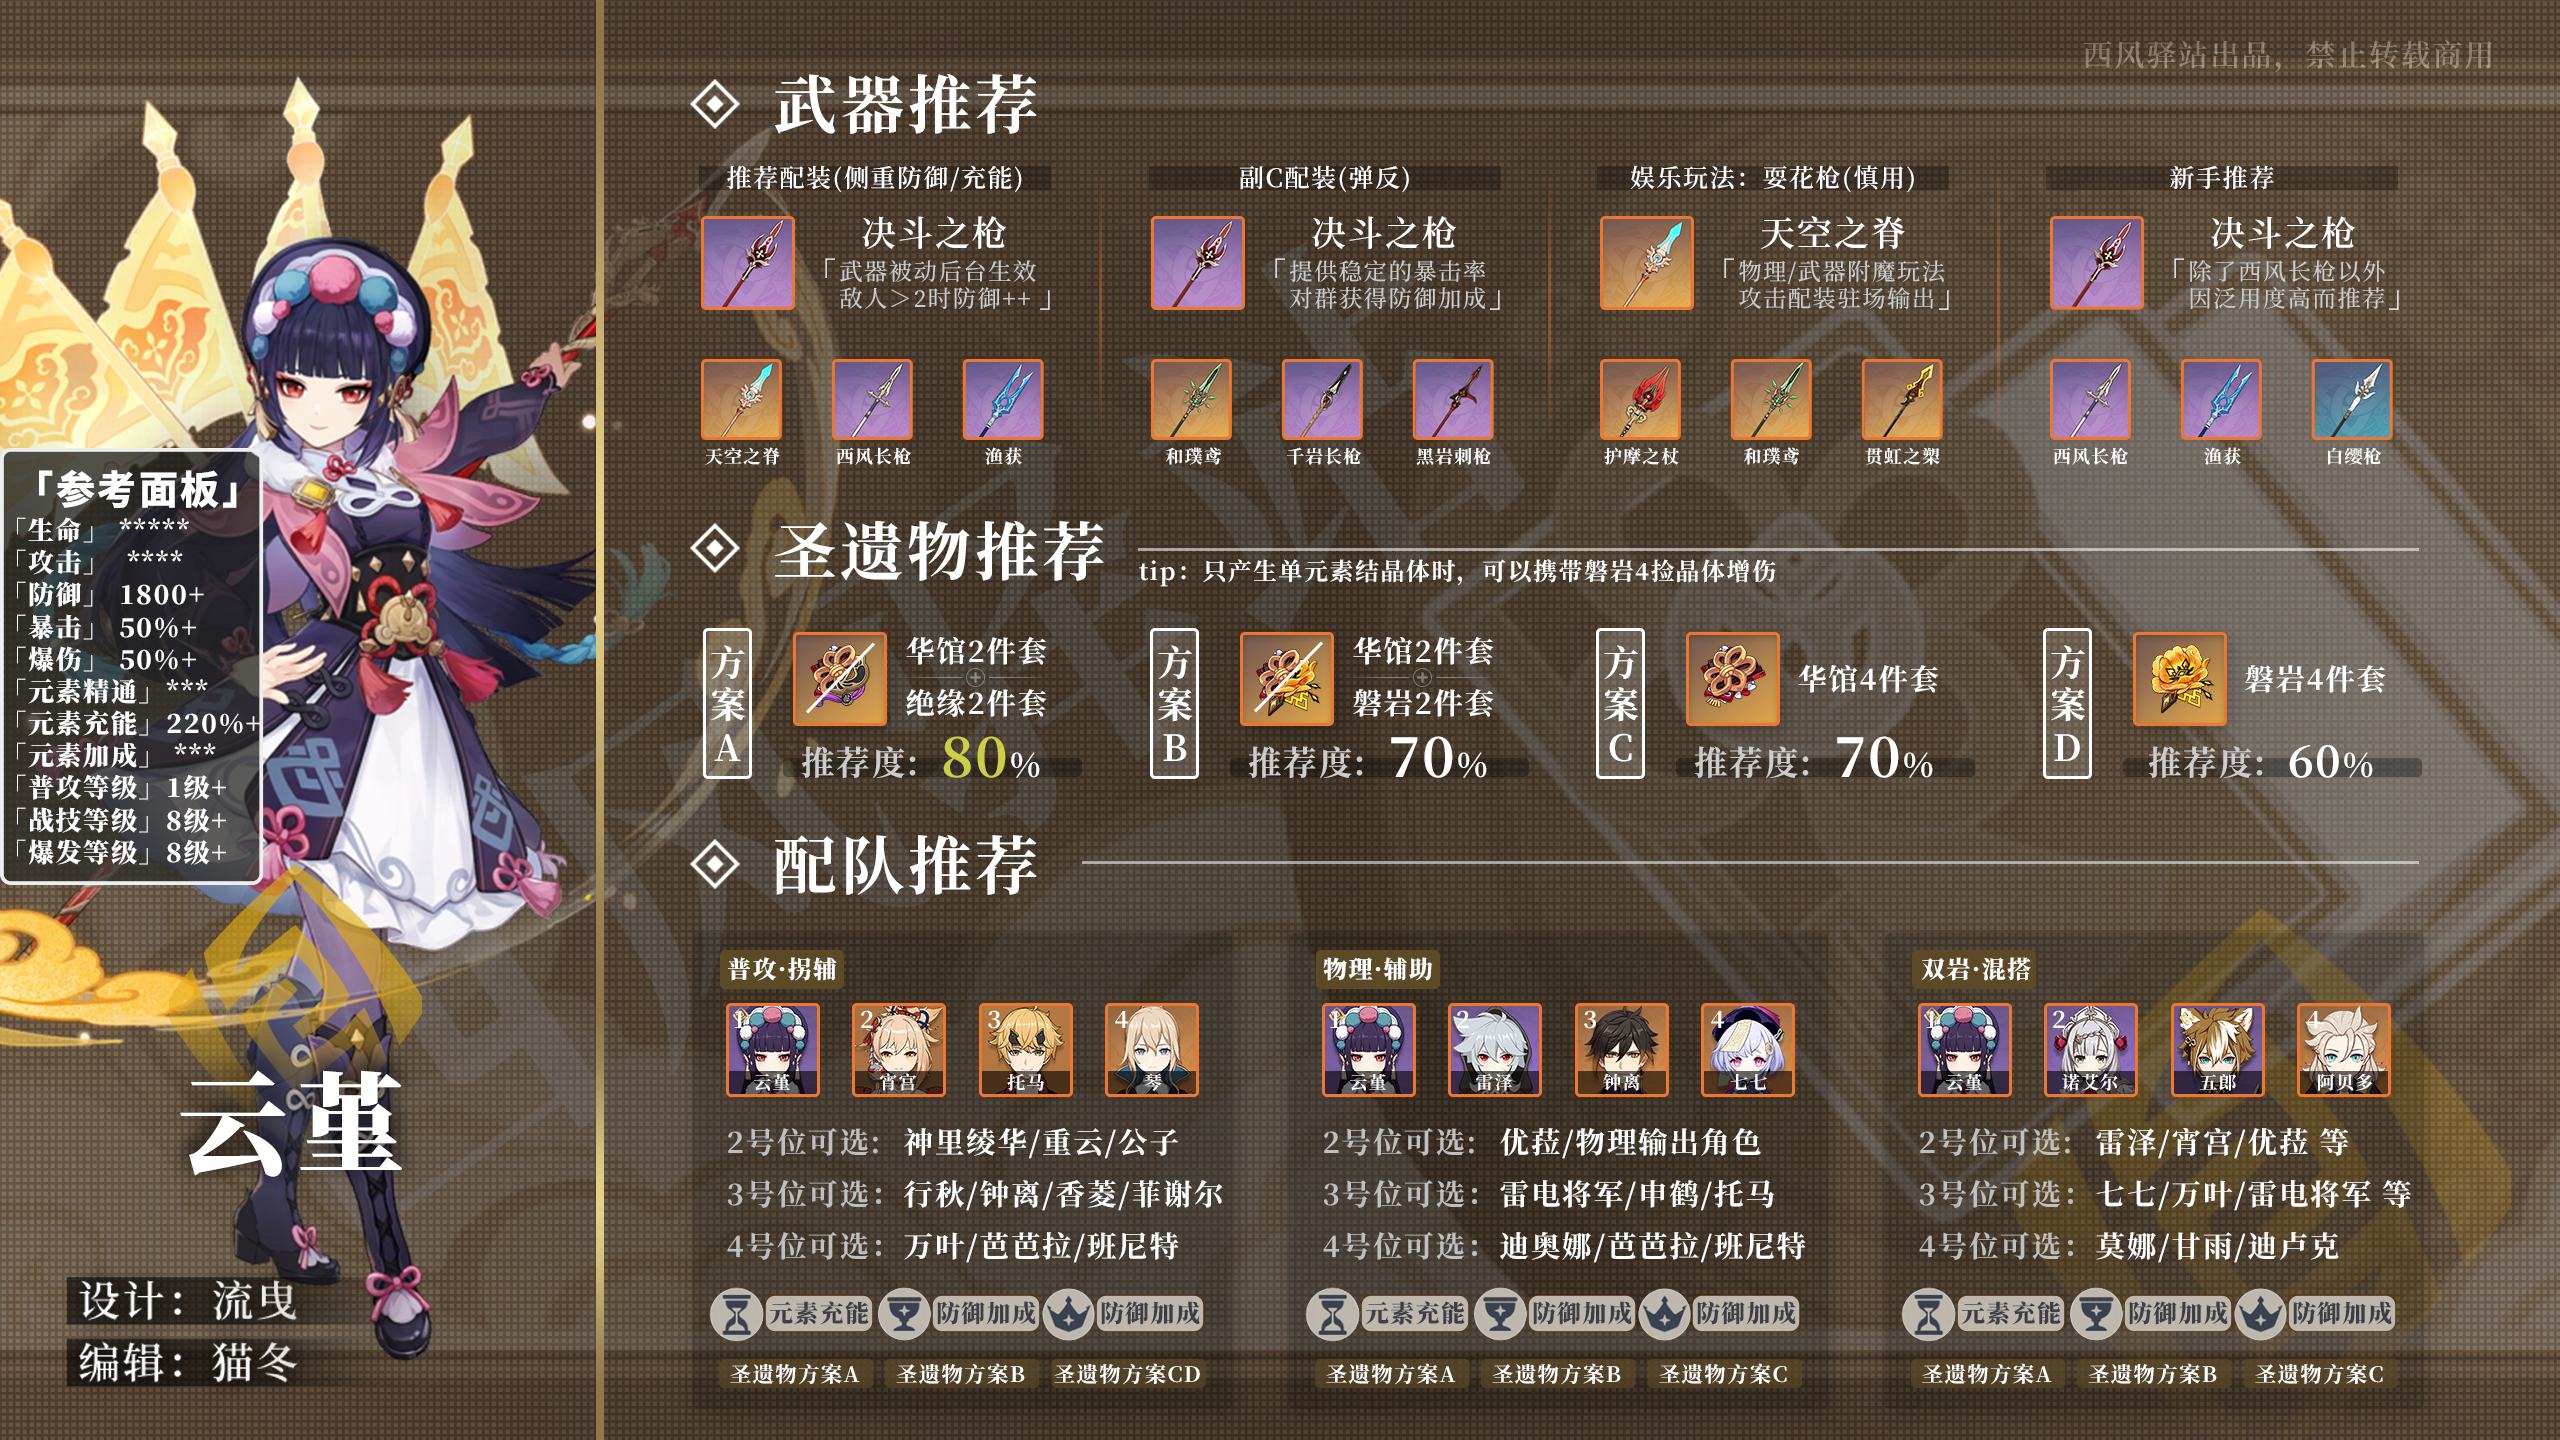 西风驿站出品，禁止转载商用
武器推荐
推荐配装(侧重防御/充能)
决斗之枪
「武器被动后台生效
敌人＞2时防御++」
天空之脊 西风长枪 渔获
副C配装(弹反)
决斗之枪
「提供稳定的暴击率
对群获得防御加成」
和璞鸢 千岩长枪 黑岩刺枪
娱乐玩法：耍花枪(慎用)
天空之脊
「物理/武器附魔玩法
攻击配装驻场输出」
护摩之杖 和璞鸢 贯虹之槊
新手推荐
决斗之枪
「除了西风长枪以外
因泛用度高而推荐」
西风长枪 渔获 白缨枪
圣遗物推荐
tip：只产生单元素结晶体时，可以携带磐岩4捡晶体增伤
方案A
华馆2件套
绝缘2件套
推荐度：80%
方案B
华馆2件套
磐岩2件套
推荐度：70%
方案C
华馆4件套
推荐度：70%
方案D
磐岩4件套
推荐度：60%
配队推荐
普攻·拐辅
1 2 3 4
云堇 宵宫 托马 琴
2号位可选：神里绫华/重云/公子
3号位可选：行秋/钟离/香菱/菲谢尔
4号位可选：万叶/芭芭拉/班尼特
元素充能 防御加成 防御加成
圣遗物方案A 圣遗物方案B 圣遗物方案CD
物理·辅助
1 2 3 4
云堇 雷泽 钟离 七七
2号位可选：优菈/物理输出角色
3号位可选：雷电将军/申鹤/托马
4号位可选：迪奥娜/芭芭拉/班尼特
元素充能 防御加成 防御加成
圣遗物方案A 圣遗物方案B 圣遗物方案C
双岩·混搭
1 2 3 4
云堇 诺艾尔 五郎 阿贝多
2号位可选：雷泽/宵宫/优菈 等
3号位可选：七七/万叶/雷电将军 等
4号位可选：莫娜/甘雨/迪卢克
元素充能 防御加成 防御加成
圣遗物方案A 圣遗物方案B 圣遗物方案C
「参考面板」
「生命」 *****
「攻击」 ****
「防御」 1800+
「暴击」 50%+
「爆伤」 50%+
「元素精通」***
「元素充能」220%+
「元素加成」 ***
「普攻等级」1级+
「战技等级」8级+
「爆发等级」8级+
云堇
设计：流曳
编辑：猫冬